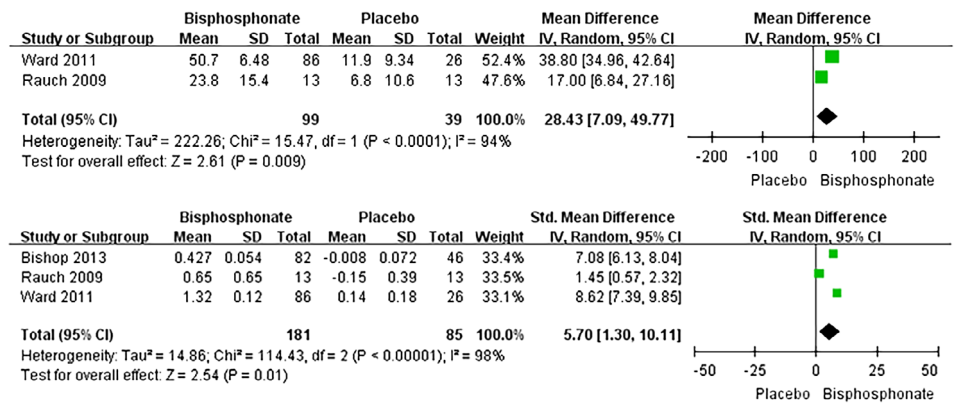 Bisphosphonate Placebo Mean Difference Mean Difference
Study or Subgroup Mean SD Total Mean SD Total Weight IV, Random, 95% CI IV, Random, 95% CI
Ward 2011 50.7 6.48 86 11.9 9.34 26 52.4% 38.80 [34.96, 42.64]
Rauch 2009 23.8 15.4 13 6.8 10.6 13 47.6% 17.00 [6.84, 27.16]
Total (95% CI) 99 39 100.0% 28.43 [7.09, 49.77]
Heterogeneity: Tau² = 222.26; Chi² = 15.47, df = 1 (P < 0.0001); I² = 94%
Test for overall effect: Z = 2.61 (P = 0.009)
-200 -100 0 100 200
Placebo Bisphosphonate
Bisphosphonate Placebo Std. Mean Difference Std. Mean Difference
Study or Subgroup Mean SD Total Mean SD Total Weight IV, Random, 95% CI IV, Random, 95% CI
Bishop 2013 0.427 0.054 82 -0.008 0.072 46 33.4% 7.08 [6.13, 8.04]
Rauch 2009 0.65 0.65 13 -0.15 0.39 13 33.5% 1.45 [0.57, 2.32]
Ward 2011 1.32 0.12 86 0.14 0.18 26 33.1% 8.62 [7.39, 9.85]
Total (95% CI) 181 85 100.0% 5.70 [1.30, 10.11]
Heterogeneity: Tau² = 14.86; Chi² = 114.43, df = 2 (P < 0.00001); I² = 98%
Test for overall effect: Z = 2.54 (P = 0.01)
-50 -25 0 25 50
Placebo Bisphosphonate